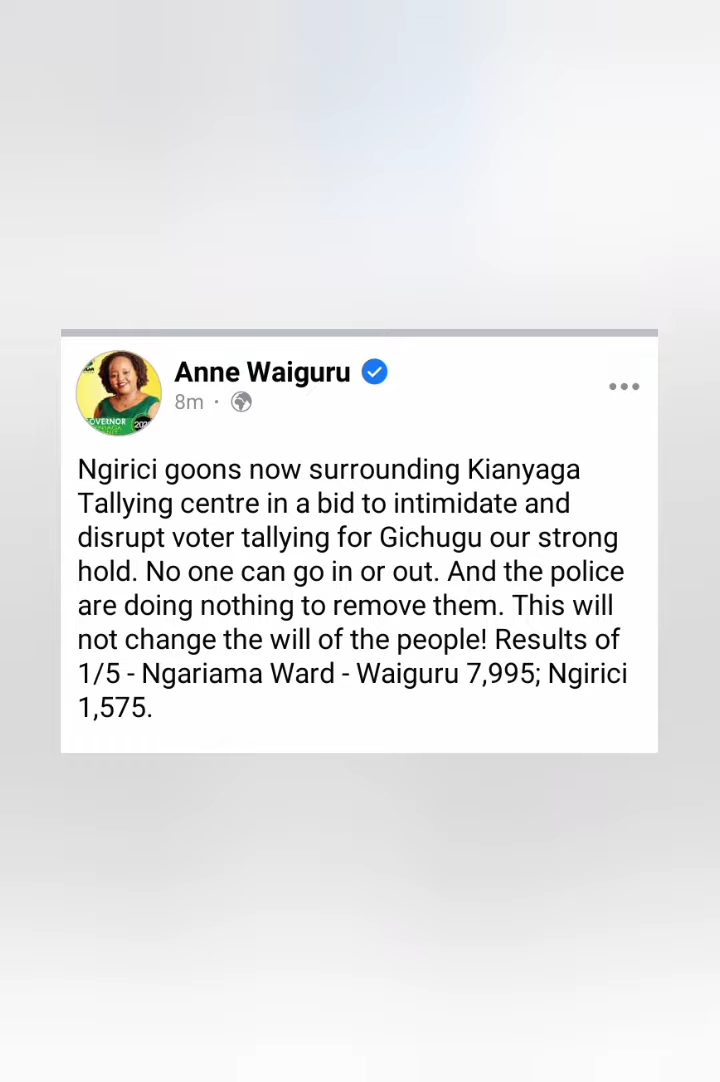 Anne Waiguru
8m ·
GOVERNOR
Ngirici goons now surrounding Kianyaga
Tallying centre in a bid to intimidate and
disrupt voter tallying for Gichugu our strong
hold. No one can go in or out. And the police
are doing nothing to remove them. This will
not change the will of the people! Results of
1/5 - Ngariama Ward - Waiguru 7,995; Ngirici
1,575.